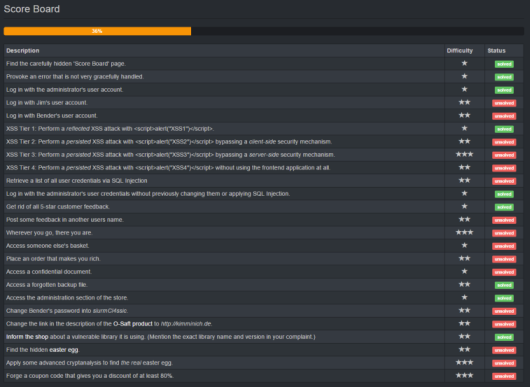 Score Board
36%
Description Difficulty Status
Find the carefully hidden 'Score Board' page. ★ solved
Provoke an error that is not very gracefully handled. ★ solved
Log in with the administrator's user account. ★ solved
Log in with Jim's user account. ★★ unsolved
Log in with Bender's user account. ★★ unsolved
XSS Tier 1: Perform a reflected XSS attack with <script>alert("XSS1")</script>. ★ solved
XSS Tier 2: Perform a persisted XSS attack with <script>alert("XSS2")</script> bypassing a client-side security mechanism. ★★ unsolved
XSS Tier 3: Perform a persisted XSS attack with <script>alert("XSS3")</script> bypassing a server-side security mechanism. ★★★ unsolved
XSS Tier 4: Perform a persisted XSS attack with <script>alert("XSS4")</script> without using the frontend application at all. ★★ unsolved
Retrieve a list of all user credentials via SQL Injection ★★ unsolved
Log in with the administrator's user credentials without previously changing them or applying SQL Injection. ★ solved
Get rid of all 5-star customer feedback. ★ solved
Post some feedback in another users name. ★★ unsolved
Wherever you go, there you are. ★★★ unsolved
Access someone else's basket. ★ unsolved
Place an order that makes you rich. ★★ unsolved
Access a confidential document. ★ unsolved
Access a forgotten backup file. ★★ solved
Access the administration section of the store. ★ solved
Change Bender's password into slurmCl4ssic. ★★ unsolved
Change the link in the description of the O-Saft product to http://kimminich.de. ★★ unsolved
Inform the shop about a vulnerable library it is using. (Mention the exact library name and version in your complaint.) ★★ solved
Find the hidden easter egg. ★★ unsolved
Apply some advanced cryptanalysis to find the real easter egg. ★★★ unsolved
Forge a coupon code that gives you a discount of at least 80%. ★★★ unsolved